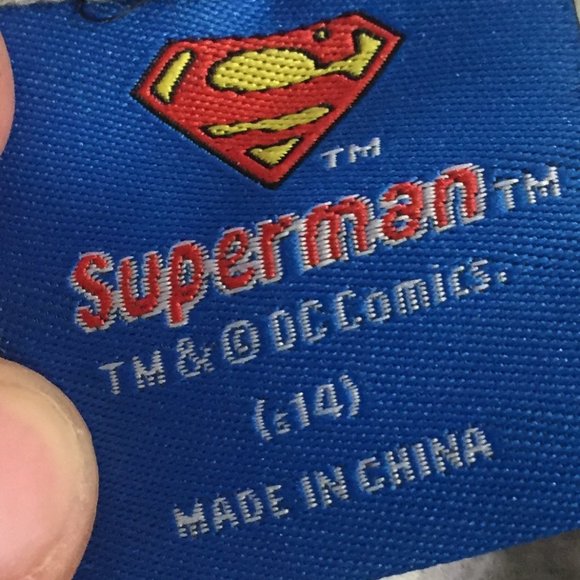 TM
Superman TM
TM & © DC Comics.
(s14)
MADE IN CHINA